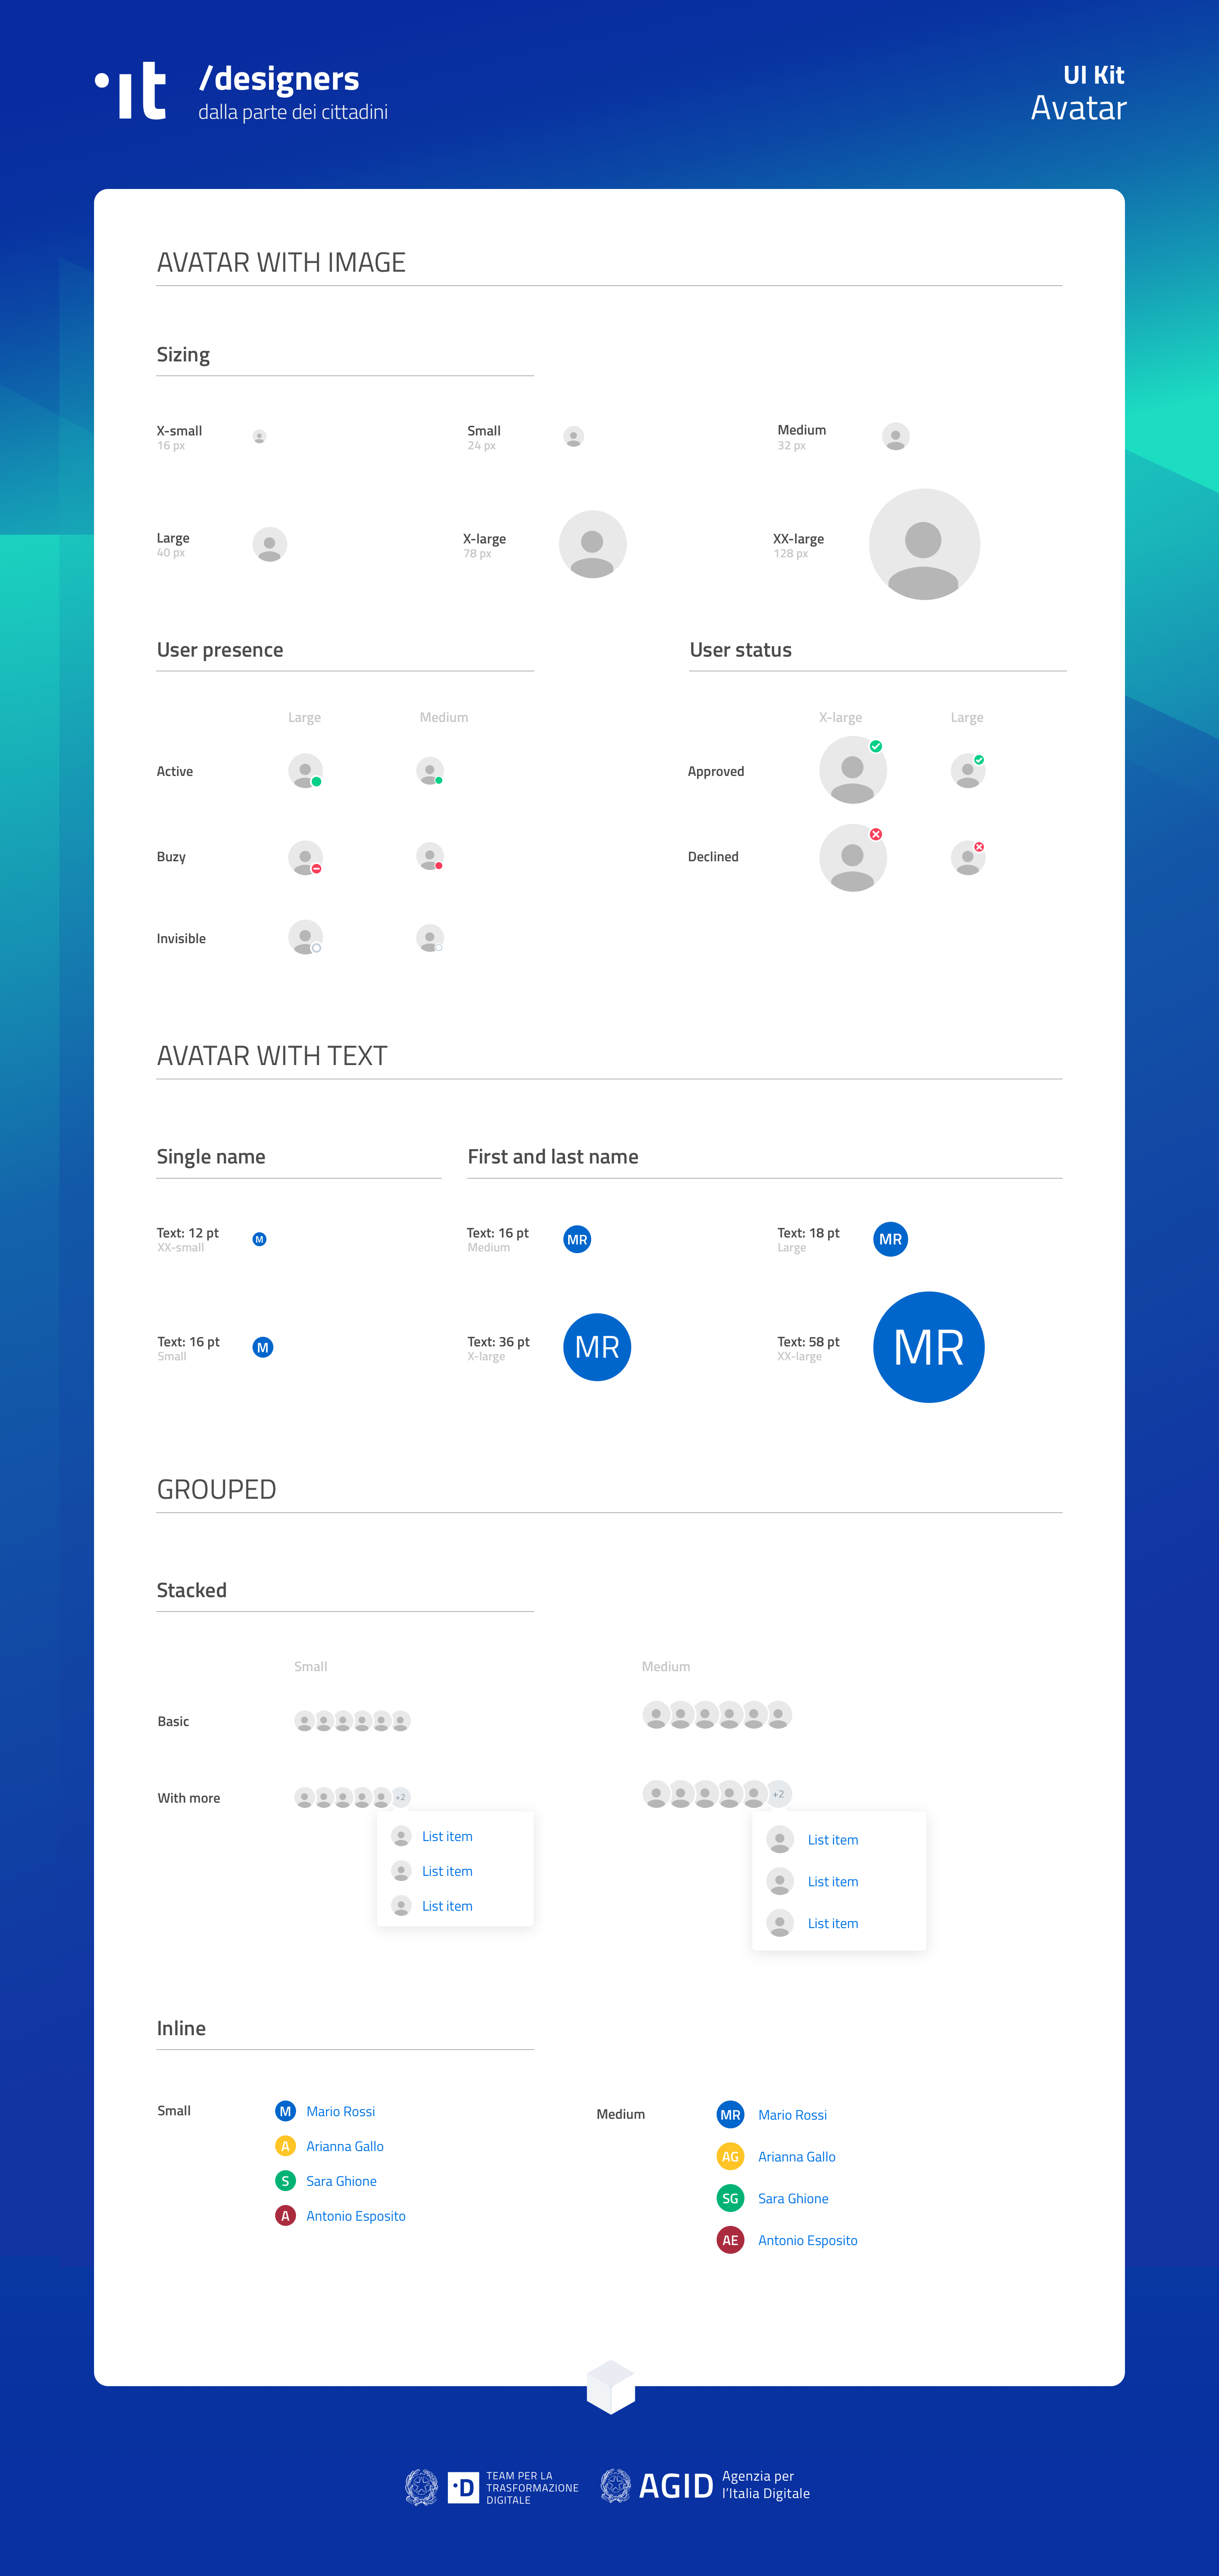 ·it /designers
dalla parte dei cittadini
UI Kit
Avatar
AVATAR WITH IMAGE
Sizing
X-small
16 px
Small
24 px
Medium
32 px
Large
40 px
X-large
78 px
XX-large
128 px
User presence
Large Medium
Active
Buzy
Invisible
User status
X-large Large
Approved
Declined
AVATAR WITH TEXT
Single name
Text: 12 pt
XX-small
M
Text: 16 pt
Small
M
First and last name
Text: 16 pt
Medium
MR
Text: 18 pt
Large
MR
Text: 36 pt
X-large
MR
Text: 58 pt
XX-large
MR
GROUPED
Stacked
Small Medium
Basic
With more
+2
List item
List item
List item
+2
List item
List item
List item
Inline
Small
M Mario Rossi
A Arianna Gallo
S Sara Ghione
A Antonio Esposito
Medium
MR Mario Rossi
AG Arianna Gallo
SG Sara Ghione
AE Antonio Esposito
·D
TEAM PER LA
TRASFORMAZIONE
DIGITALE
AGID
Agenzia per
l'Italia Digitale